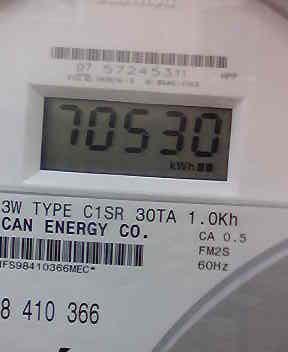 07 57245311
70530
kWh
3W TYPE C1SR 30TA 1.0Kh
CAN ENERGY CO.
CA 0.5
FM2S
60Hz
IFS98410366MEC*
8 410 366